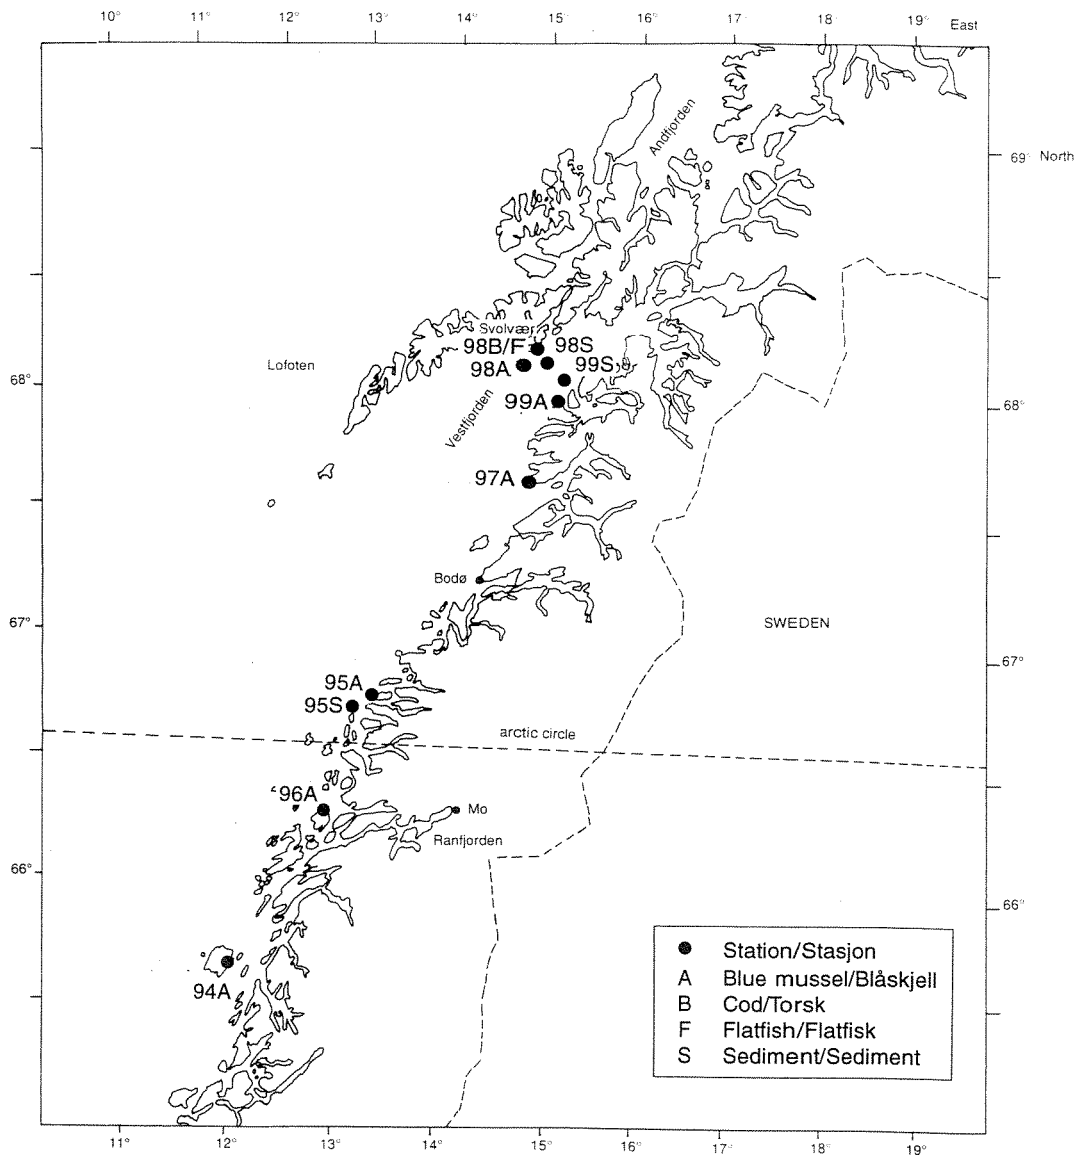 10° 11° 12° 13° 14° 15° 16° 17° 18° 19° East
69° North
Andfjorden
Svolvær
98B/F 98S
Lofoten 98A 99S
68°
68°
99A
Vestfjorden
97A
Bodø
67°
SWEDEN
67°
95A
95S
arctic circle
96A
Mo
Ranfjorden
66°
66°
94A
Station/Stasjon
A Blue mussel/Blåskjell
B Cod/Torsk
F Flatfish/Flatfisk
S Sediment/Sediment
11° 12° 13° 14° 15° 16° 17° 18° 19°